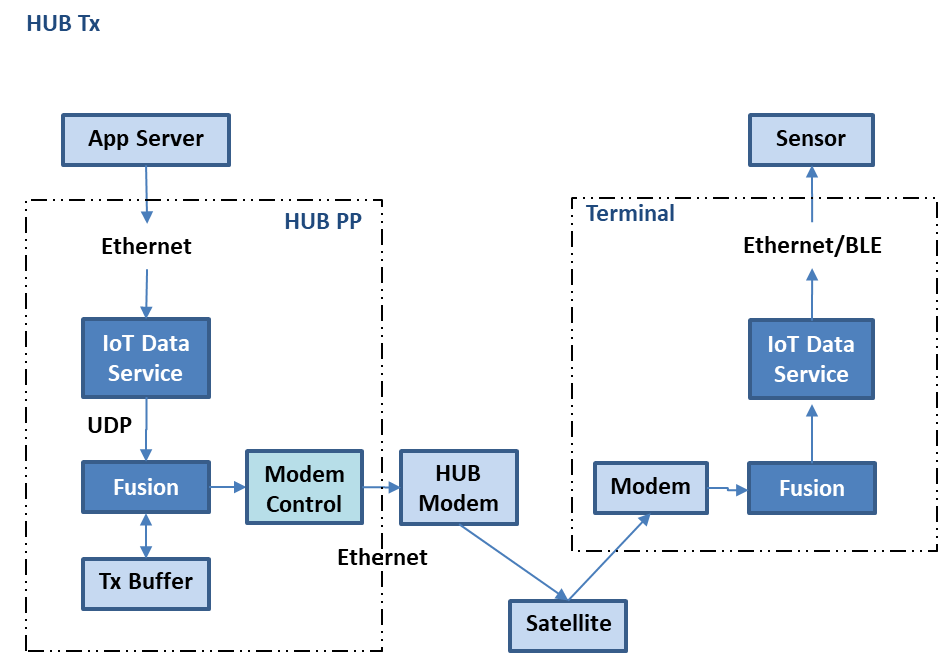 HUB Tx
App Server
Sensor
HUB PP
Terminal
Ethernet
Ethernet/BLE
IoT Data
Service
IoT Data
Service
UDP
Fusion
Modem
Control
HUB
Modem
Modem
Fusion
Ethernet
Tx Buffer
Satellite